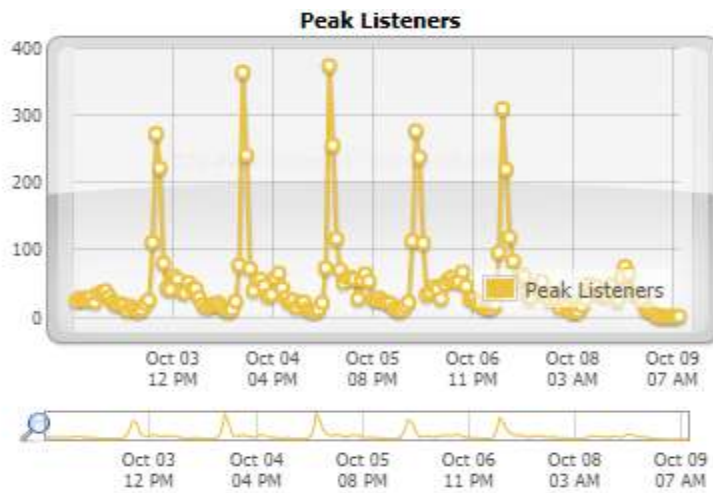 Peak Listeners
400
300
200
100
0
Peak Listeners
Oct 03 Oct 04 Oct 05 Oct 06 Oct 08 Oct 09
12 PM 04 PM 08 PM 11 PM 03 AM 07 AM
Oct 03 Oct 04 Oct 05 Oct 06 Oct 08 Oct 09
12 PM 04 PM 08 PM 11 PM 03 AM 07 AM